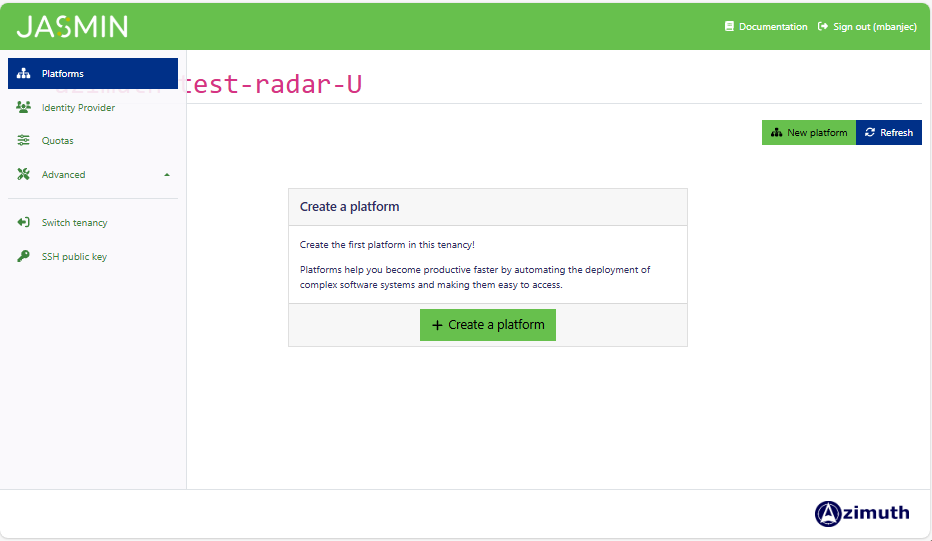 JASMIN
Documentation
Sign out (mbanjec)
Platforms
test-radar-U
Identity Provider
Quotas
Advanced
Switch tenancy
SSH public key
New platform
Refresh
Create a platform
Create the first platform in this tenancy!
Platforms help you become productive faster by automating the deployment of
complex software systems and making them easy to access.
+ Create a platform
Azimuth